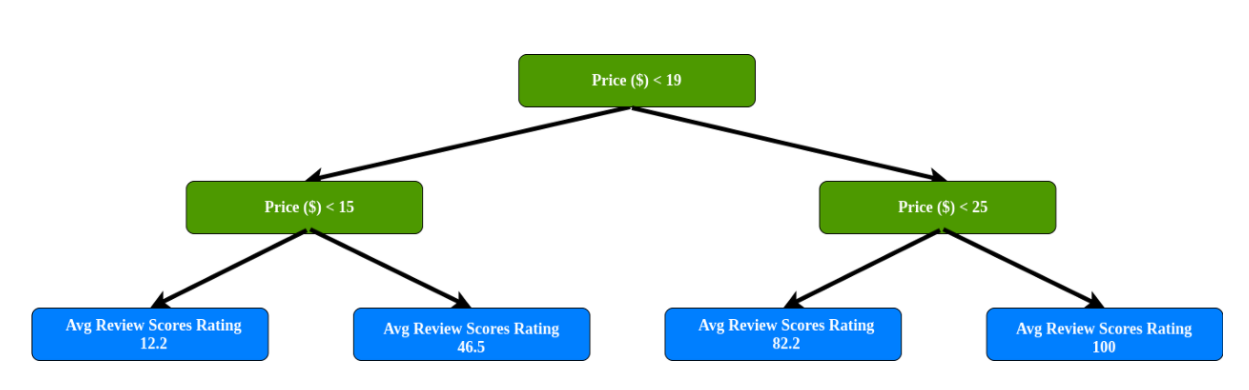 Price ($) < 19
Price ($) < 15
Price ($) < 25
Avg Review Scores Rating
12.2
Avg Review Scores Rating
46.5
Avg Review Scores Rating
82.2
Avg Review Scores Rating
100